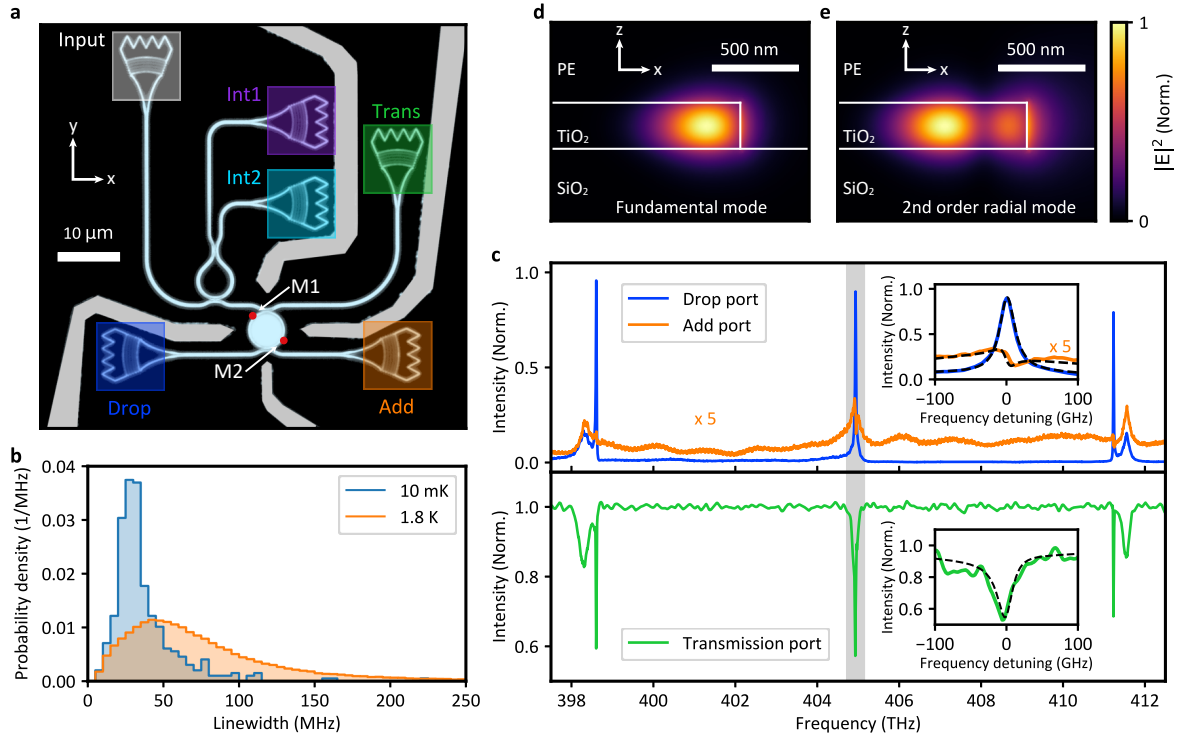 a
Input
Int1
Trans
y
x
Int2
10 μm
M1
M2
Drop
Add
b
0.04
0.03
0.02
0.01
0.00
Probability density (1/MHz)
10 mK
1.8 K
0
50
100
150
200
250
Linewidth (MHz)
d
z
x
500 nm
PE
TiO₂
SiO₂
Fundamental mode
e
z
x
500 nm
PE
TiO₂
SiO₂
2nd order radial mode
1
0
|E|² (Norm.)
c
1.0
0.5
0.0
Intensity (Norm.)
Drop port
Add port
x 5
1.0
0.5
0.0
Intensity (Norm.)
x 5
−100
0
100
Frequency detuning (GHz)
1.0
0.8
0.6
Intensity (Norm.)
Transmission port
1.0
0.8
0.6
Intensity (Norm.)
−100
0
100
Frequency detuning (GHz)
398
400
402
404
406
408
410
412
Frequency (THz)